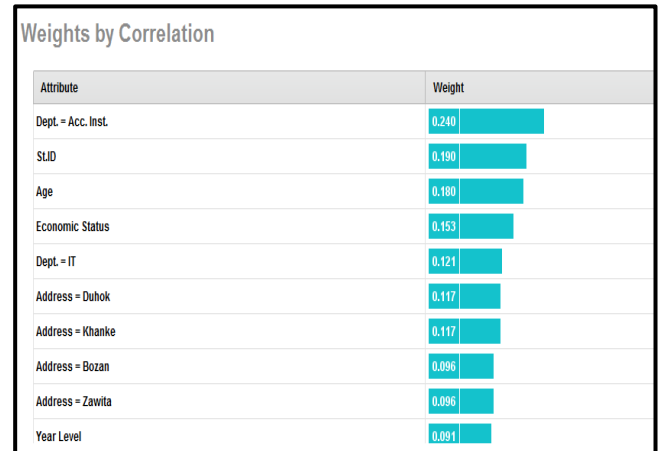 Weights by Correlation
Attribute Weight
Dept. = Acc. Inst. 0.240
St.ID 0.190
Age 0.180
Economic Status 0.153
Dept. = IT 0.121
Address = Duhok 0.117
Address = Khanke 0.117
Address = Bozan 0.096
Address = Zawita 0.096
Year Level 0.091